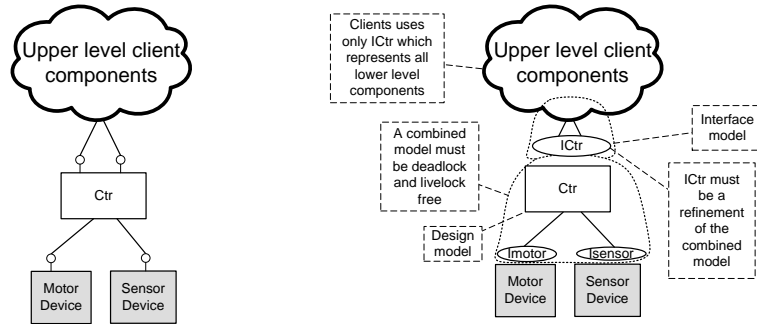 Upper level client
components
Ctr
Motor
Device
Sensor
Device
Clients uses
only ICtr which
represents all
lower level
components
Upper level client
components
Interface
model
A combined
model must
be deadlock
and livelock
free
ICtr
Ctr
ICtr must
be a
refinement
of the
combined
model
Design
model
Imotor
Isensor
Motor
Device
Sensor
Device